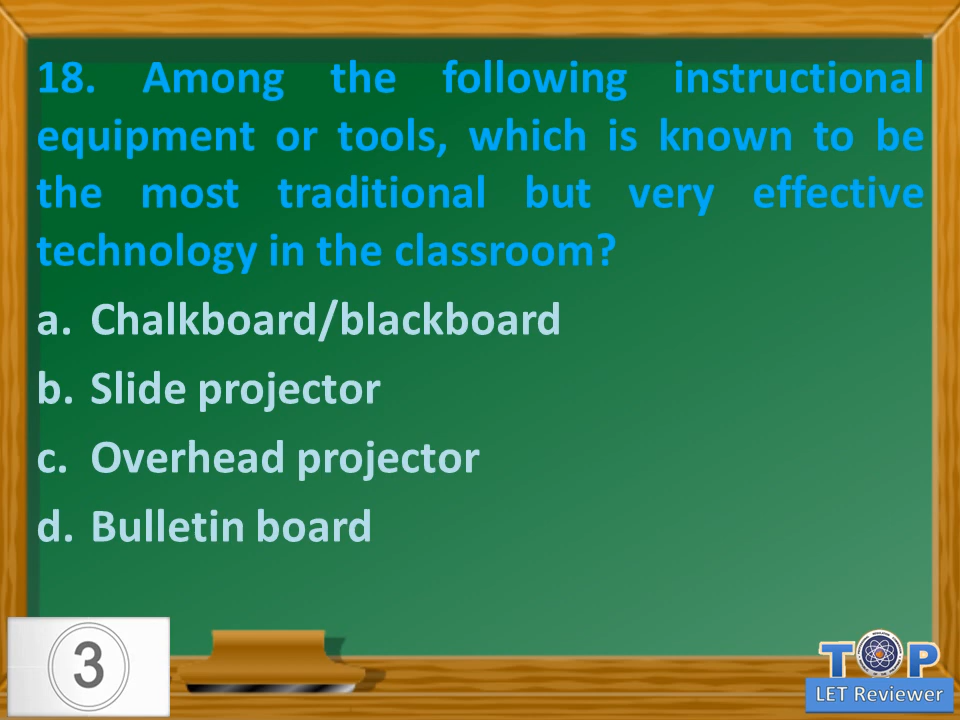 18. Among the following instructional
equipment or tools, which is known to be
the most traditional but very effective
technology in the classroom?
a. Chalkboard/blackboard
b. Slide projector
c. Overhead projector
d. Bulletin board
3
TOP
LET Reviewer